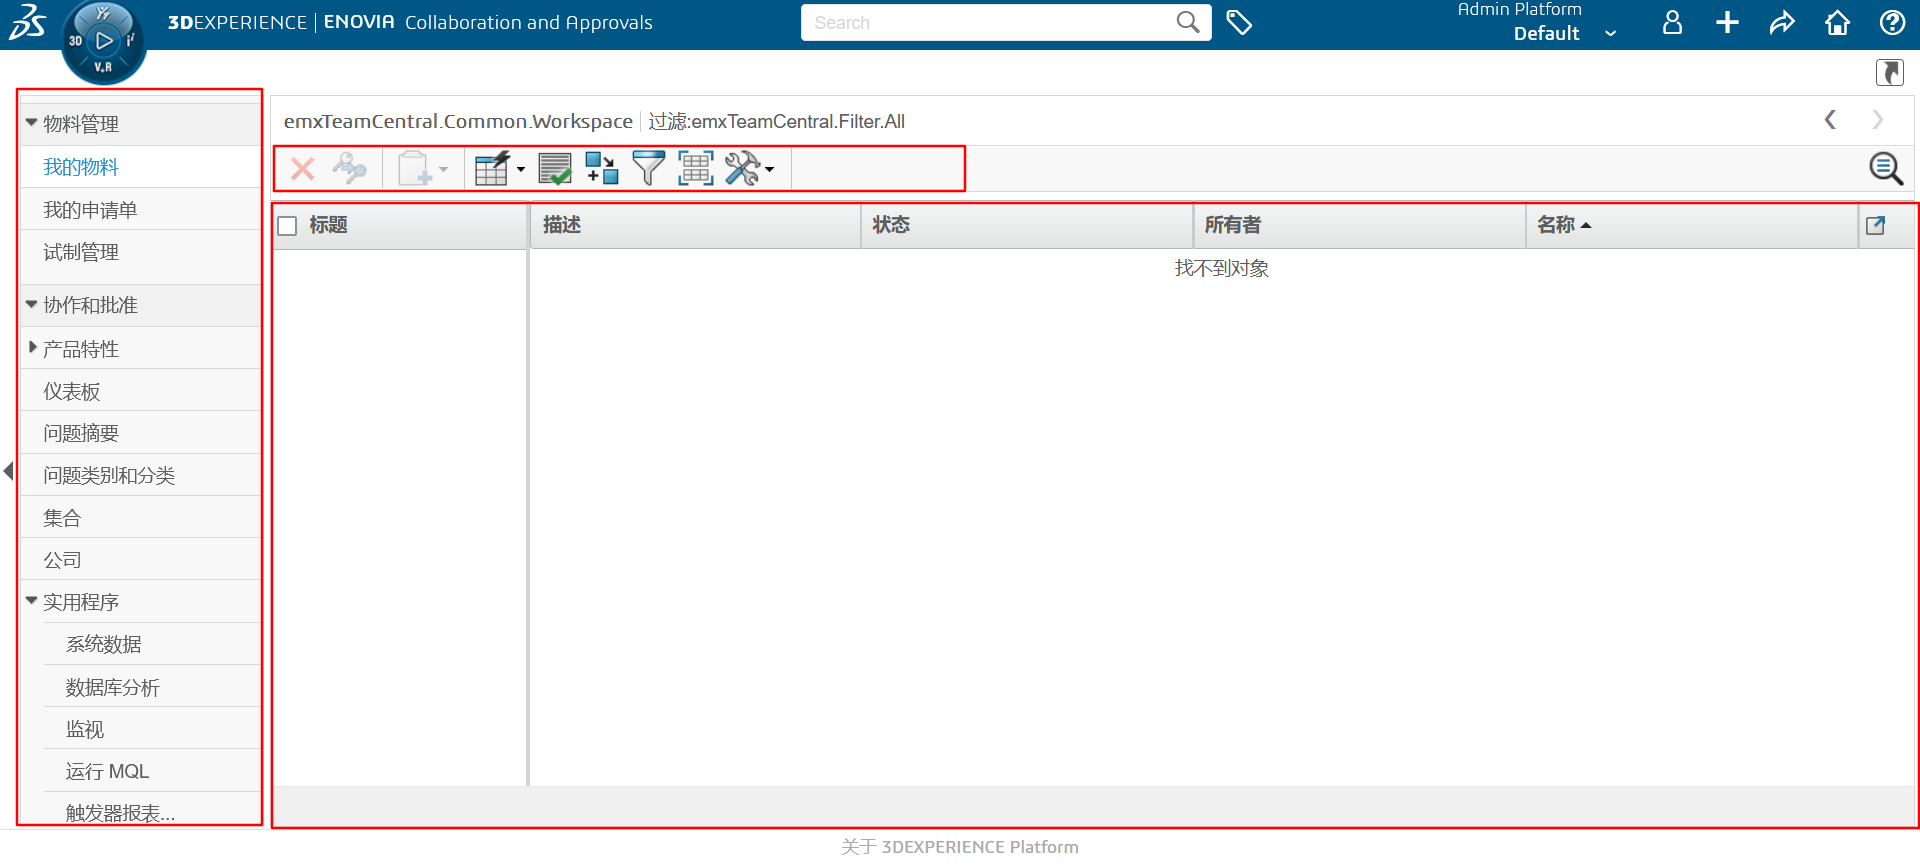 3DEXPERIENCE | ENOVIA Collaboration and Approvals
Search
Admin Platform
Default
3D
V.R
物料管理
我的物料
我的申请单
试制管理
协作和批准
产品特性
仪表板
问题摘要
问题类别和分类
集合
公司
实用程序
系统数据
数据库分析
监视
运行 MQL
触发器报表...
emxTeamCentral.Common.Workspace | 过滤:emxTeamCentral.Filter.All
标题 描述 状态 所有者 名称
找不到对象
关于 3DEXPERIENCE Platform